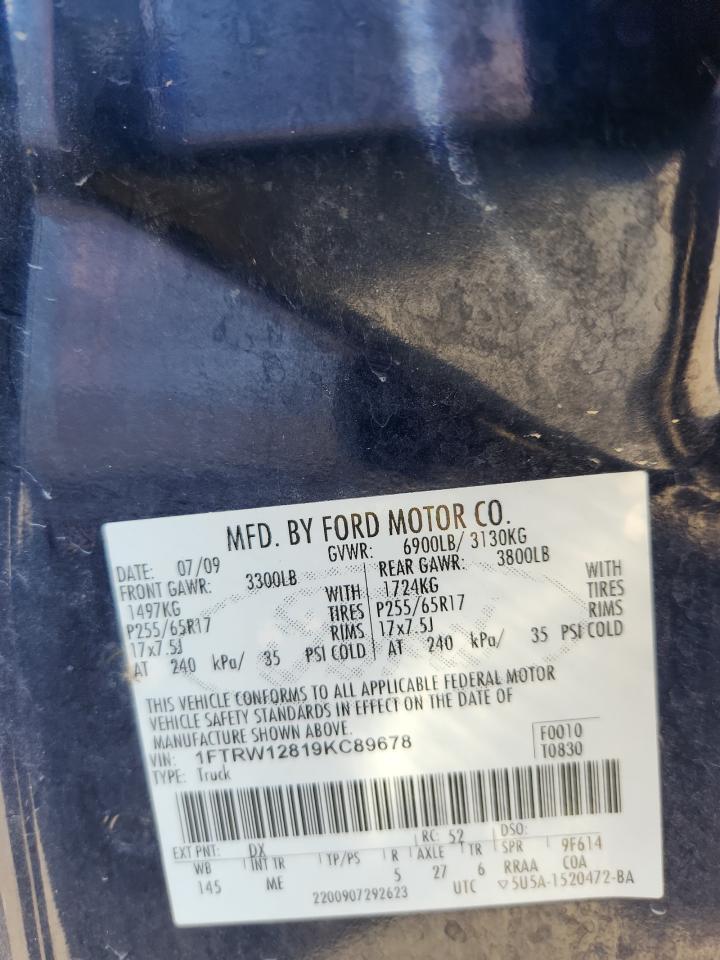 MFD. BY FORD MOTOR CO.
DATE: 07/09 GVWR: 6900LB/ 3130KG
FRONT GAWR: 3300LB REAR GAWR: 3800LB
1497KG WITH 1724KG WITH
P255/65R17 TIRES P255/65R17 TIRES
17x7.5J RIMS 17x7.5J RIMS
AT 240 kPa/ 35 PSI COLD AT 240 kPa/ 35 PSI COLD
THIS VEHICLE CONFORMS TO ALL APPLICABLE FEDERAL MOTOR
VEHICLE SAFETY STANDARDS IN EFFECT ON THE DATE OF
MANUFACTURE SHOWN ABOVE.
VIN: 1FTRW12819KC89678 F0010
TYPE: Truck T0830
EXT PNT: DX RC: 52 DSO:
WB INT TR TP/PS R AXLE TR SPR 9F614
145 ME 5 27 6 RRAA COA
2200907292623 UTC ▽5U5A-1520472-BA